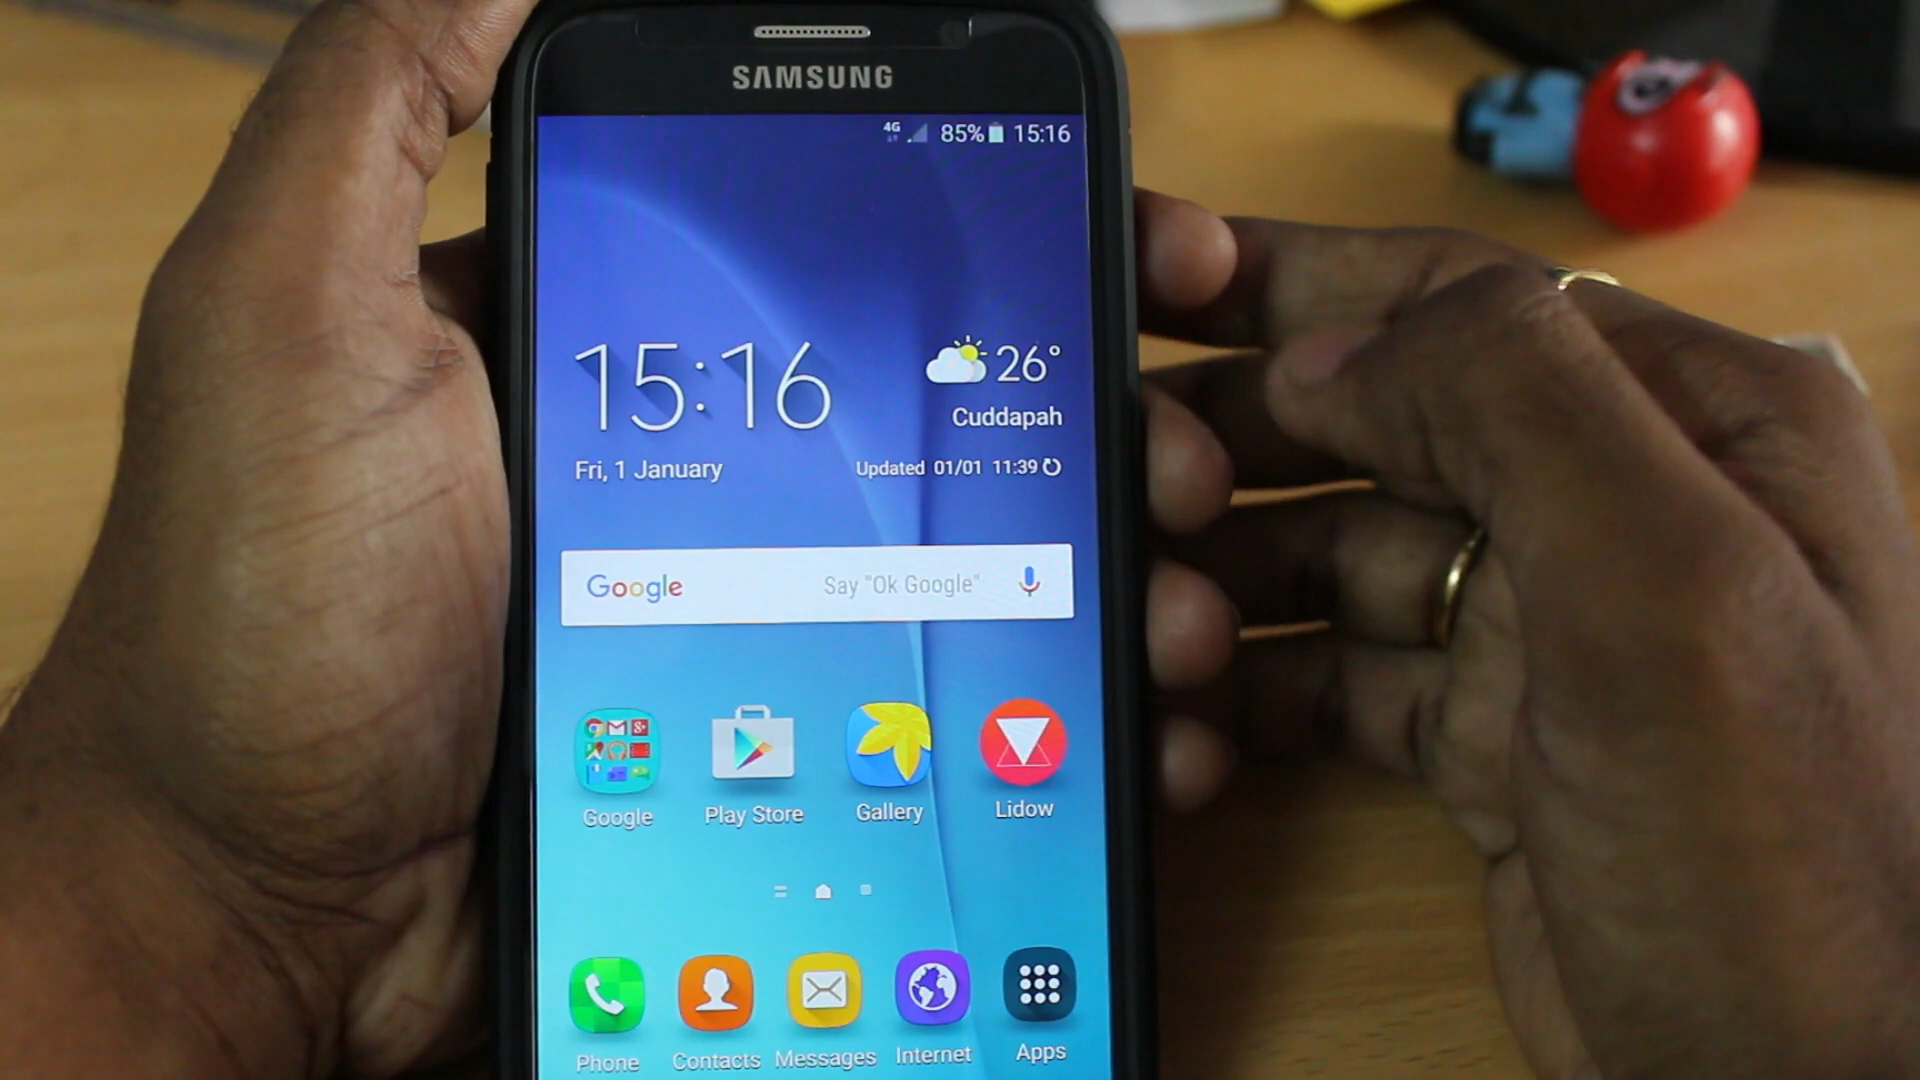 SAMSUNG
4G 85% 15:16
15:16 26°
Cuddapah
Fri, 1 January Updated 01/01 11:39
Google Say "Ok Google"
Google Play Store Gallery Lidow
Phone Contacts Messages Internet Apps